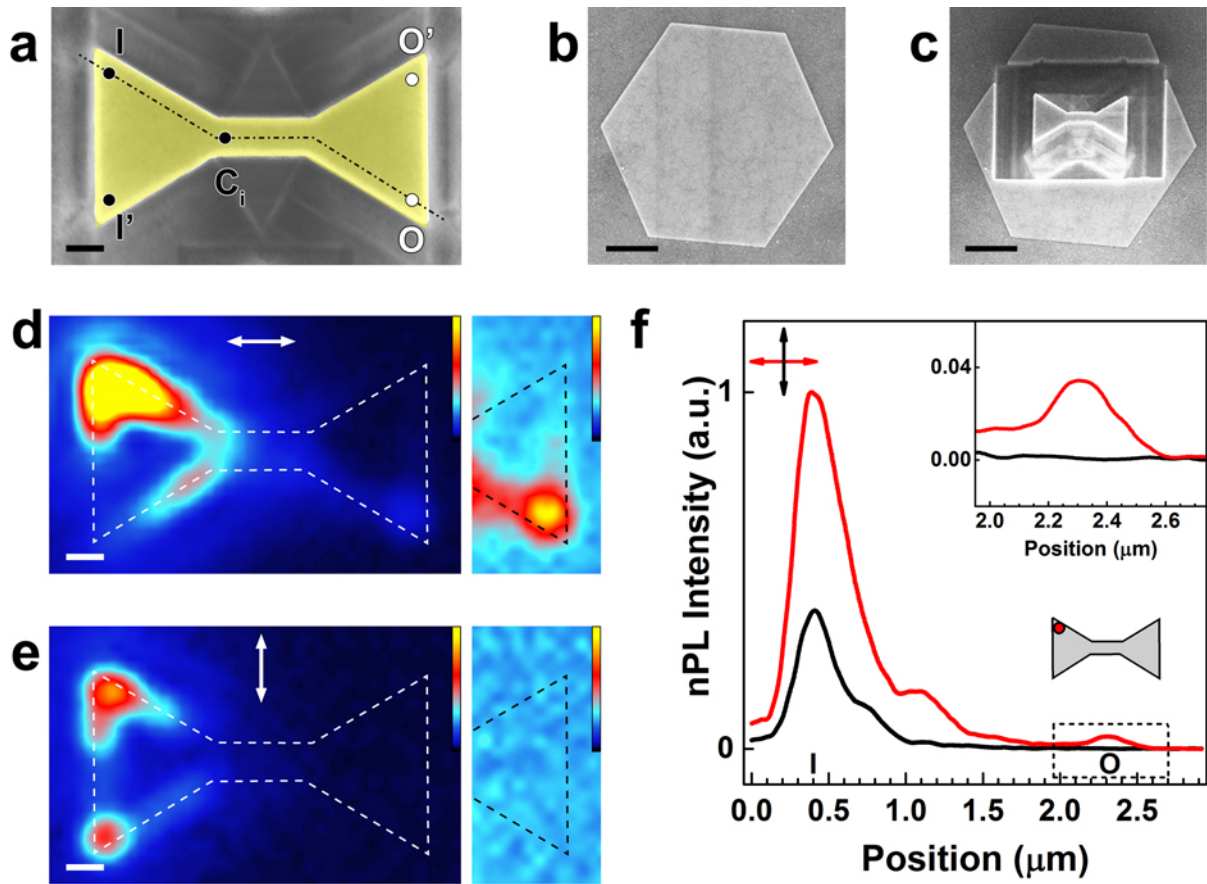 a
I
O'
C
i
I'
O
b
c
d
e
f
nPL Intensity (a.u.)
1
0
I
O
0.0 0.5 1.0 1.5 2.0 2.5
Position (μm)
0.04
0.00
2.0 2.2 2.4 2.6
Position (μm)